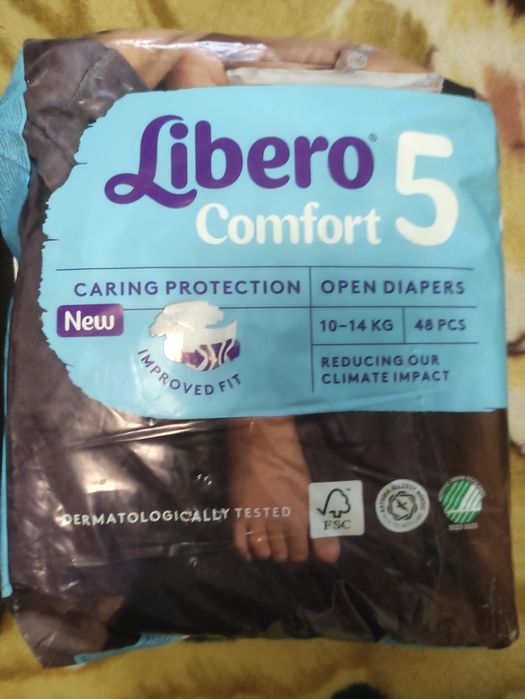 Libero®
Comfort 5
CARING PROTECTION
OPEN DIAPERS
New
10-14 KG
48 PCS
IMPROVED FIT
REDUCING OUR
CLIMATE IMPACT
DERMATOLOGICALLY TESTED
FSC